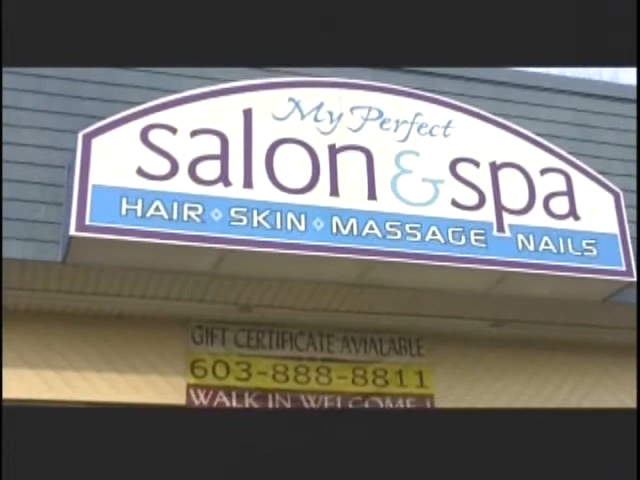 My Perfect
salon & spa
HAIR ⋄ SKIN ⋄ MASSAGE NAILS
GIFT CERTIFICATE AVIALABLE
603-888-8811
WALK IN WELCOME !